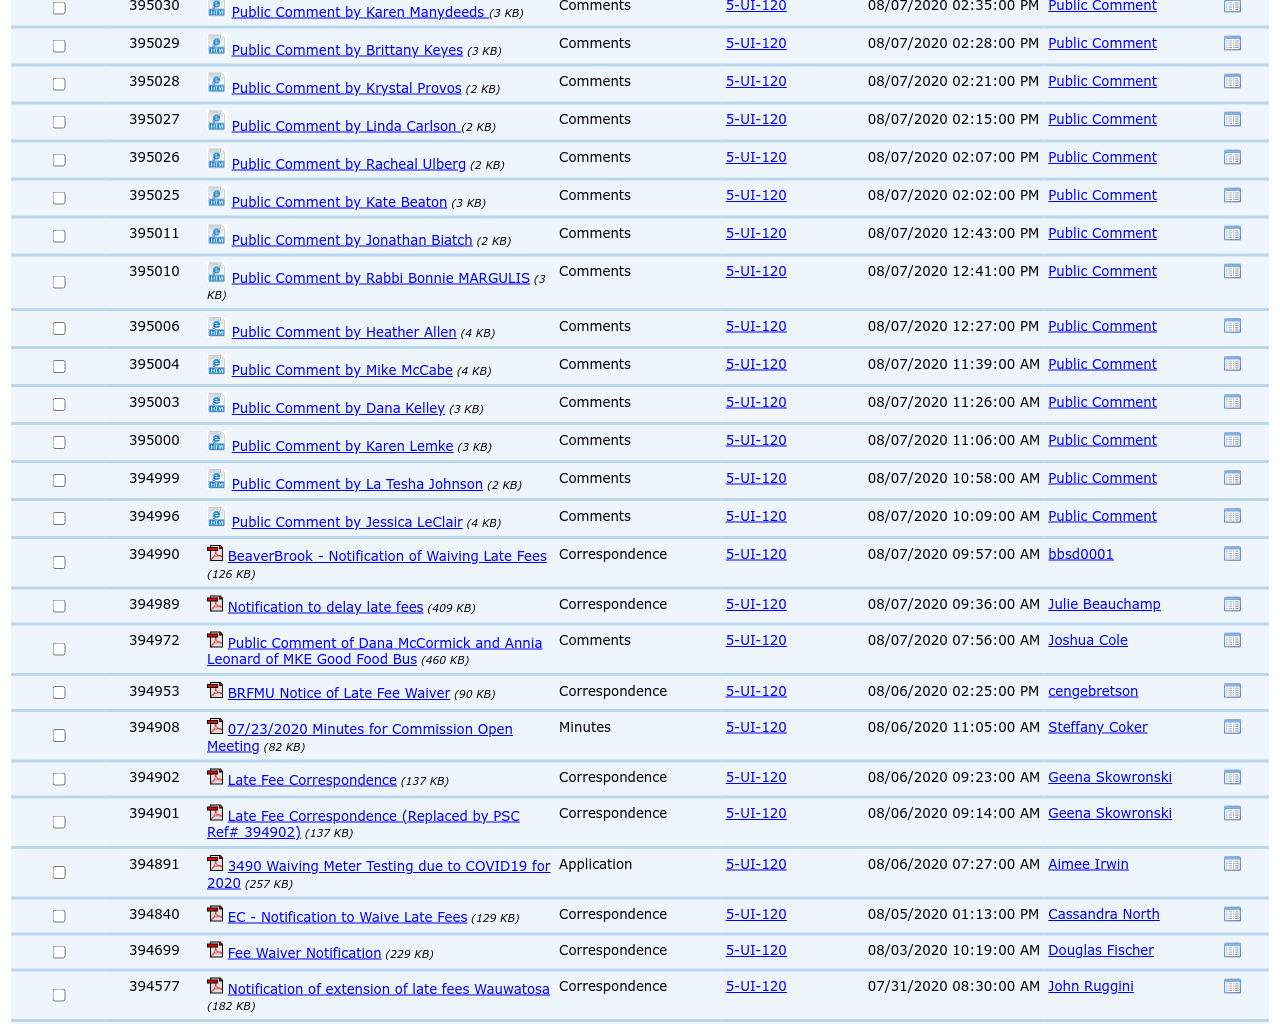 395030 Public Comment by Karen Manydeeds (3 KB) Comments 5-UI-120 08/07/2020 02:35:00 PM Public Comment
395029 Public Comment by Brittany Keyes (3 KB) Comments 5-UI-120 08/07/2020 02:28:00 PM Public Comment
395028 Public Comment by Krystal Provos (2 KB) Comments 5-UI-120 08/07/2020 02:21:00 PM Public Comment
395027 Public Comment by Linda Carlson (2 KB) Comments 5-UI-120 08/07/2020 02:15:00 PM Public Comment
395026 Public Comment by Racheal Ulberg (2 KB) Comments 5-UI-120 08/07/2020 02:07:00 PM Public Comment
395025 Public Comment by Kate Beaton (3 KB) Comments 5-UI-120 08/07/2020 02:02:00 PM Public Comment
395011 Public Comment by Jonathan Biatch (2 KB) Comments 5-UI-120 08/07/2020 12:43:00 PM Public Comment
395010 Public Comment by Rabbi Bonnie MARGULIS (3 Comments 5-UI-120 08/07/2020 12:41:00 PM Public Comment
KB)
395006 Public Comment by Heather Allen (4 KB) Comments 5-UI-120 08/07/2020 12:27:00 PM Public Comment
395004 Public Comment by Mike McCabe (4 KB) Comments 5-UI-120 08/07/2020 11:39:00 AM Public Comment
395003 Public Comment by Dana Kelley (3 KB) Comments 5-UI-120 08/07/2020 11:26:00 AM Public Comment
395000 Public Comment by Karen Lemke (3 KB) Comments 5-UI-120 08/07/2020 11:06:00 AM Public Comment
394999 Public Comment by La Tesha Johnson (2 KB) Comments 5-UI-120 08/07/2020 10:58:00 AM Public Comment
394996 Public Comment by Jessica LeClair (4 KB) Comments 5-UI-120 08/07/2020 10:09:00 AM Public Comment
394990 BeaverBrook - Notification of Waiving Late Fees Correspondence 5-UI-120 08/07/2020 09:57:00 AM bbsd0001
(126 KB)
394989 Notification to delay late fees (409 KB) Correspondence 5-UI-120 08/07/2020 09:36:00 AM Julie Beauchamp
394972 Public Comment of Dana McCormick and Annia Comments 5-UI-120 08/07/2020 07:56:00 AM Joshua Cole
Leonard of MKE Good Food Bus (460 KB)
394953 BRFMU Notice of Late Fee Waiver (90 KB) Correspondence 5-UI-120 08/06/2020 02:25:00 PM cengebretson
394908 07/23/2020 Minutes for Commission Open Minutes 5-UI-120 08/06/2020 11:05:00 AM Steffany Coker
Meeting (82 KB)
394902 Late Fee Correspondence (137 KB) Correspondence 5-UI-120 08/06/2020 09:23:00 AM Geena Skowronski
394901 Late Fee Correspondence (Replaced by PSC Correspondence 5-UI-120 08/06/2020 09:14:00 AM Geena Skowronski
Ref# 394902) (137 KB)
394891 3490 Waiving Meter Testing due to COVID19 for Application 5-UI-120 08/06/2020 07:27:00 AM Aimee Irwin
2020 (257 KB)
394840 EC - Notification to Waive Late Fees (129 KB) Correspondence 5-UI-120 08/05/2020 01:13:00 PM Cassandra North
394699 Fee Waiver Notification (229 KB) Correspondence 5-UI-120 08/03/2020 10:19:00 AM Douglas Fischer
394577 Notification of extension of late fees Wauwatosa Correspondence 5-UI-120 07/31/2020 08:30:00 AM John Ruggini
(182 KB)